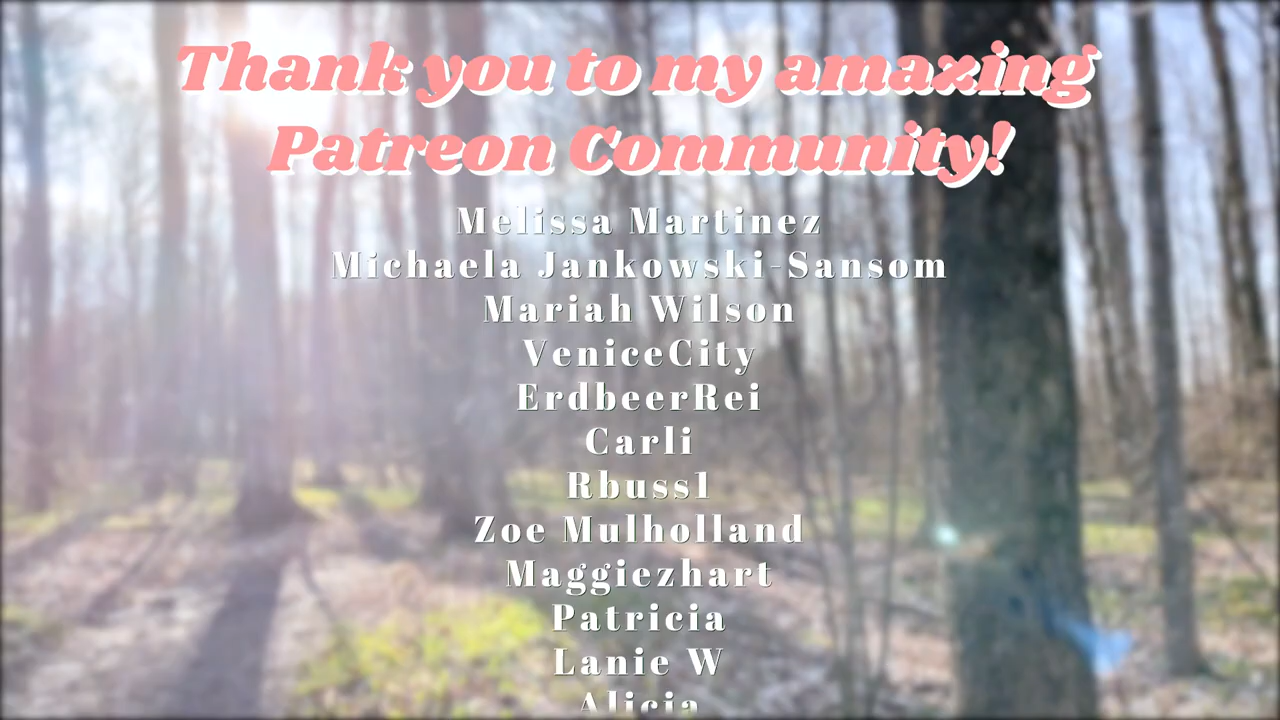 Thank you to my amazing
Patreon Community!
Melissa Martinez
Michaela Jankowski-Sansom
Mariah Wilson
VeniceCity
ErdbeerRei
Carli
Rbuss1
Zoe Mulholland
Maggiezhart
Patricia
Lanie W
Alicia